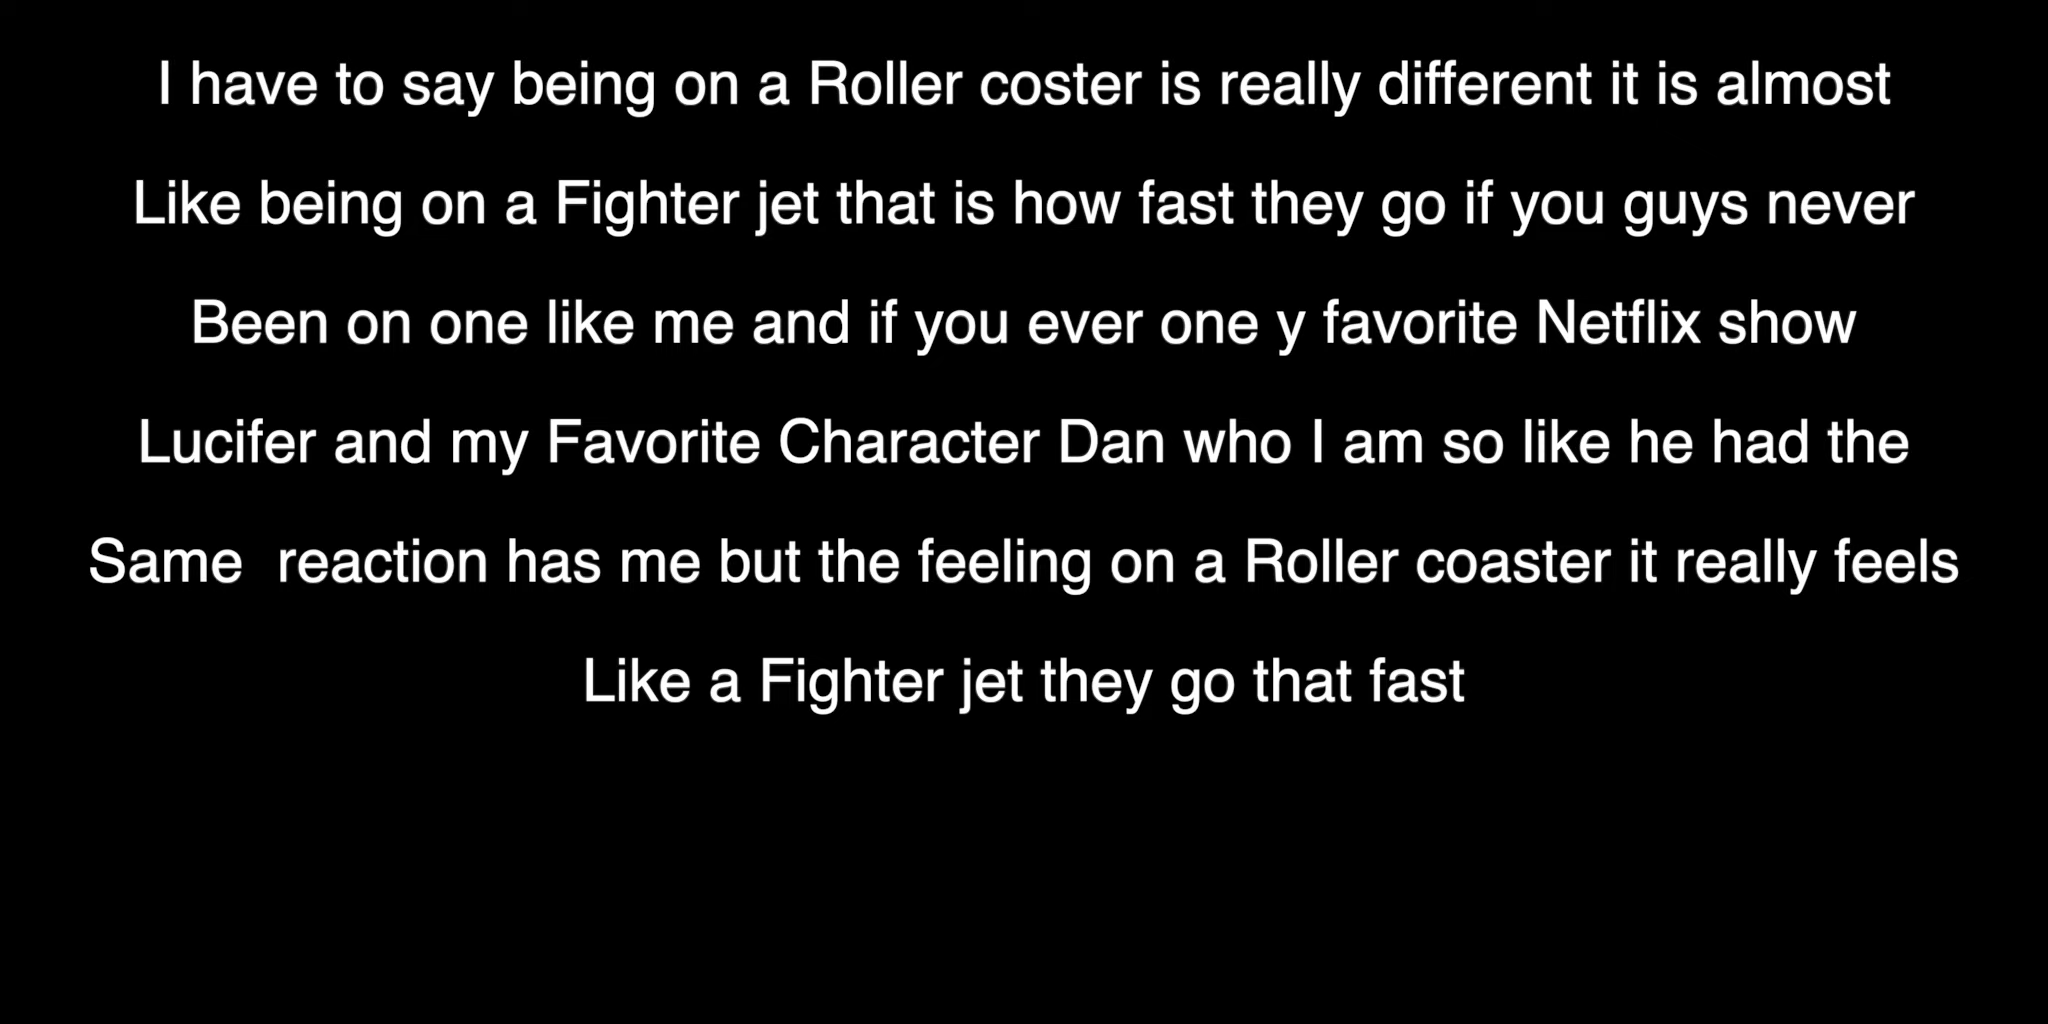 I have to say being on a Roller coster is really different it is almost
Like being on a Fighter jet that is how fast they go if you guys never
Been on one like me and if you ever one y favorite Netflix show
Lucifer and my Favorite Character Dan who I am so like he had the
Same  reaction has me but the feeling on a Roller coaster it really feels
Like a Fighter jet they go that fast